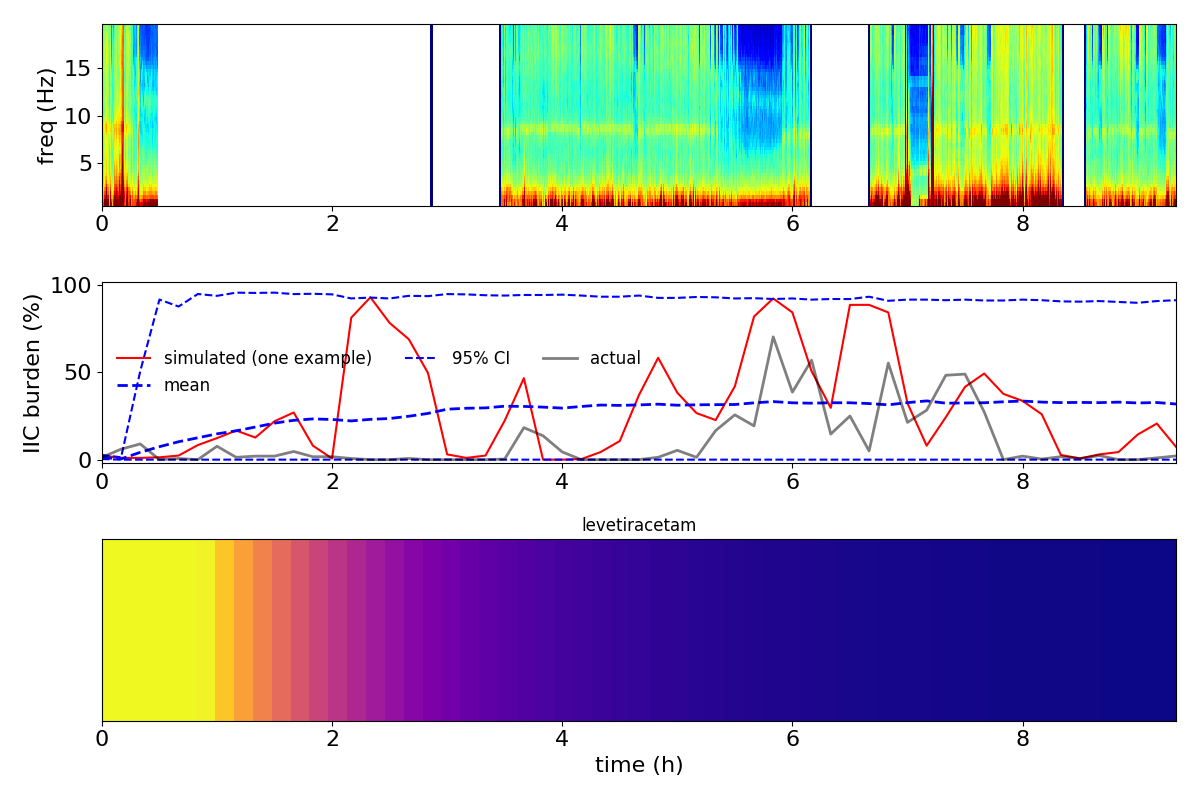 freq (Hz)
15
10
5
0 2 4 6 8
IIC burden (%)
100
50
0
simulated (one example) 95% CI actual
mean
0 2 4 6 8
levetiracetam
0 2 4 6 8
time (h)